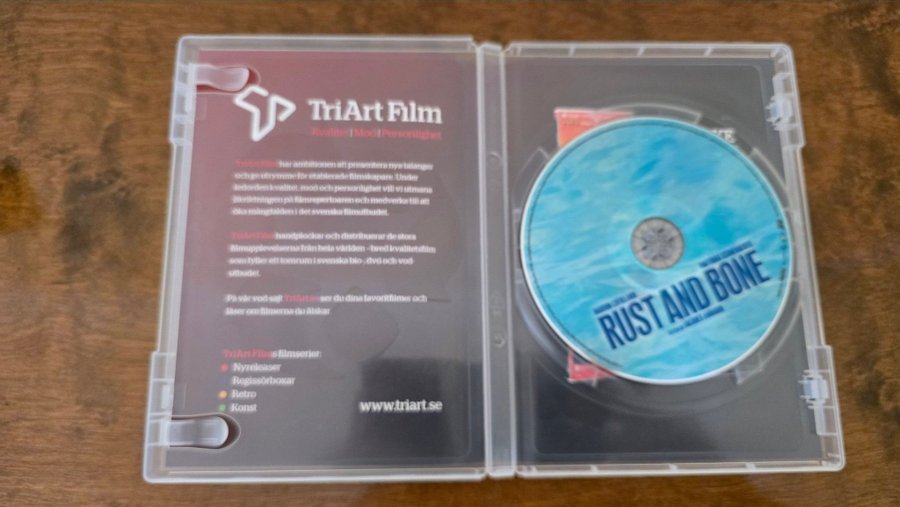 TriArt Film
Kvalitet | Mod | Personlighet
TriArt Film har ambitionen att presentera nya talanger
och ge utrymme för etablerade filmskapare. Under
ledorden kvalitet, mod och personlighet vill vi utmana
likriktningen på filmrepertoaren och medverka till att
öka mångfalden i det svenska filmutbudet.
TriArt Film handplockar och distribuerar de stora
filmupplevelserna från hela världen - bred kvalitetsfilm
som fyller ett tomrum i svenska bio-, dvd och vod
utbudet.
På vår vod sajt TriArt.se ser du dina favoritfilmer och
läser om filmerna du älskar
TriArt Films filmserier:
Nyreleaser
Regissörboxar
Retro
Konst
www.triart.se
RUST AND BONE